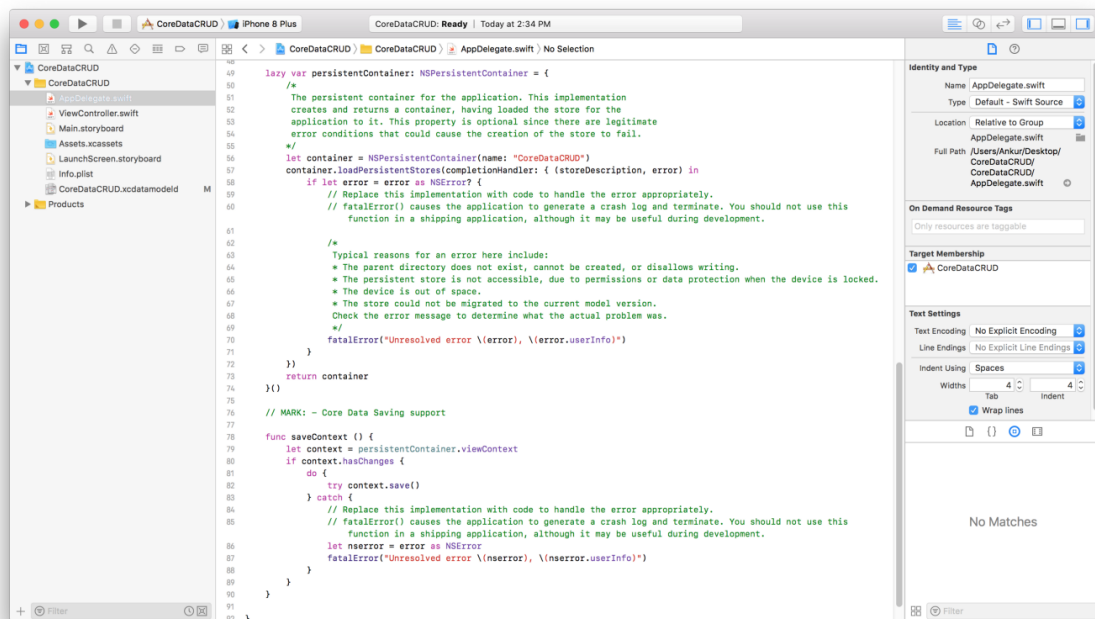 CoreDataCRUD iPhone 8 Plus
CoreDataCRUD: Ready | Today at 2:34 PM
CoreDataCRUD CoreDataCRUD AppDelegate.swift No Selection
CoreDataCRUD
CoreDataCRUD
AppDelegate.swift
ViewController.swift
Main.storyboard
Assets.xcassets
LaunchScreen.storyboard
Info.plist
CoreDataCRUD.xcdatamodeld M
Products
Filter
48
49 lazy var persistentContainer: NSPersistentContainer = {
50 /*
51 The persistent container for the application. This implementation
52 creates and returns a container, having loaded the store for the
53 application to it. This property is optional since there are legitimate
54 error conditions that could cause the creation of the store to fail.
55 */
56 let container = NSPersistentContainer(name: "CoreDataCRUD")
57 container.loadPersistentStores(completionHandler: { (storeDescription, error) in
58 if let error = error as NSError? {
59 // Replace this implementation with code to handle the error appropriately.
60 // fatalError() causes the application to generate a crash log and terminate. You should not use this
function in a shipping application, although it may be useful during development.
61
62 /*
63 Typical reasons for an error here include:
64 * The parent directory does not exist, cannot be created, or disallows writing.
65 * The persistent store is not accessible, due to permissions or data protection when the device is locked.
66 * The device is out of space.
67 * The store could not be migrated to the current model version.
68 Check the error message to determine what the actual problem was.
69 */
70 fatalError("Unresolved error \(error), \(error.userInfo)")
71 }
72 })
73 return container
74 }()
75
76 // MARK: - Core Data Saving support
77
78 func saveContext () {
79 let context = persistentContainer.viewContext
80 if context.hasChanges {
81 do {
82 try context.save()
83 } catch {
84 // Replace this implementation with code to handle the error appropriately.
85 // fatalError() causes the application to generate a crash log and terminate. You should not use this
function in a shipping application, although it may be useful during development.
86 let nserror = error as NSError
87 fatalError("Unresolved error \(nserror), \(nserror.userInfo)")
88 }
89 }
90 }
91
92 }
Identity and Type
Name AppDelegate.swift
Type Default - Swift Source
Location Relative to Group
AppDelegate.swift
Full Path /Users/Ankur/Desktop/
CoreDataCRUD/
CoreDataCRUD/
AppDelegate.swift
On Demand Resource Tags
Only resources are taggable
Target Membership
CoreDataCRUD
Text Settings
Text Encoding No Explicit Encoding
Line Endings No Explicit Line Endings
Indent Using Spaces
Widths 4 4
Tab Indent
Wrap lines
{ }
No Matches
Filter